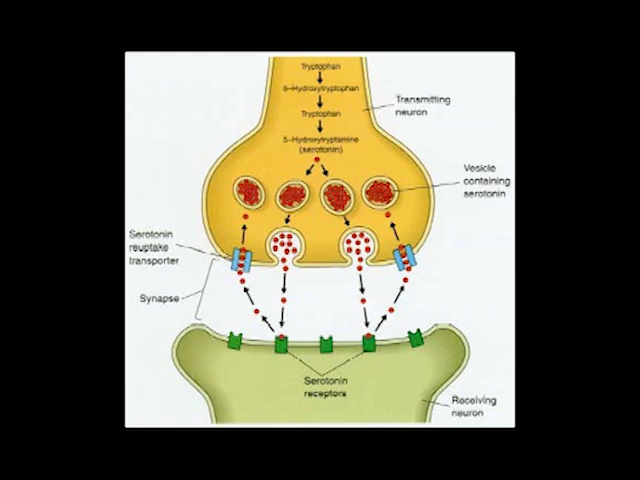 Tryptophan
5-Hydroxytryptophan
Tryptophan
5-Hydroxytryptamine
(serotonin)
Transmitting
neuron
Vesicle
containing
serotonin
Serotonin
reuptake
transporter
Synapse
Serotonin
receptors
Receiving
neuron